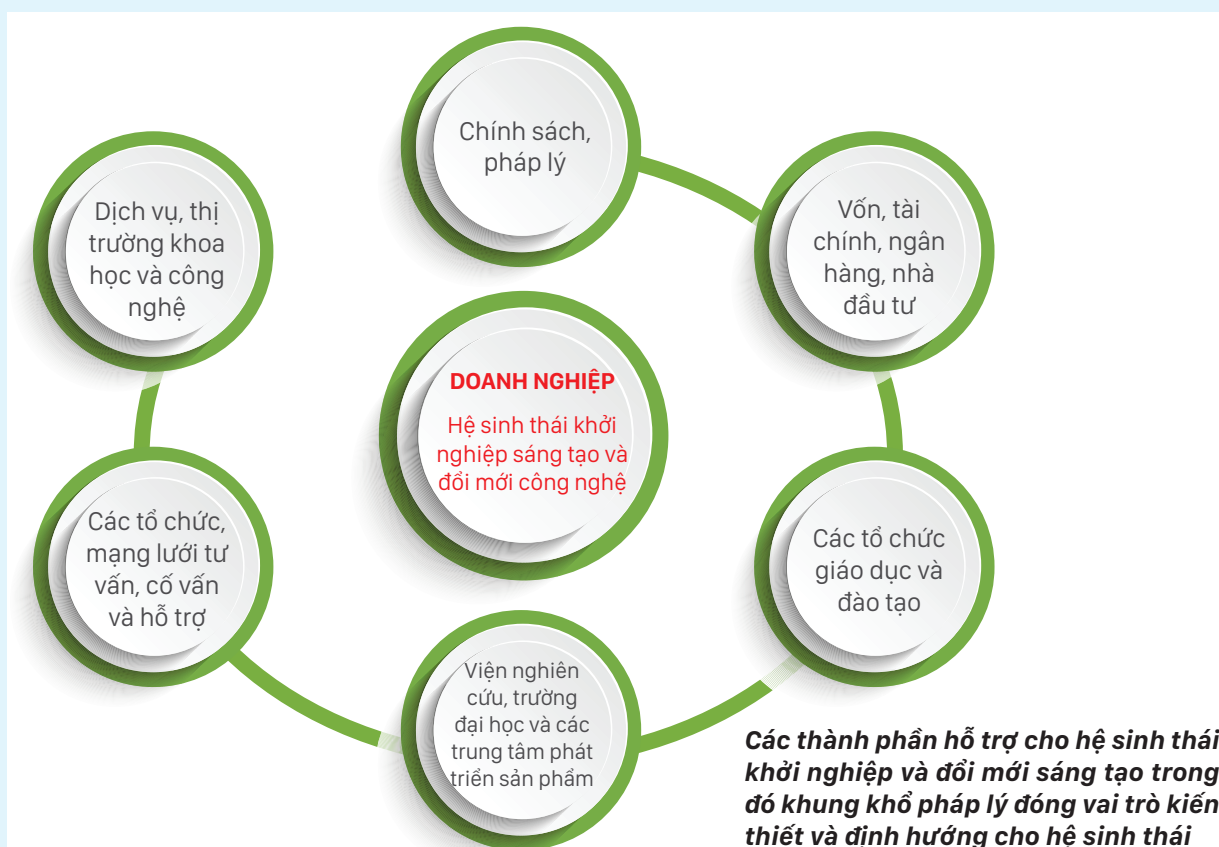 Chính sách,
pháp lý
Dịch vụ, thị
trường khoa
học và công
nghệ
Vốn, tài
chính, ngân
hàng, nhà
đầu tư
DOANH NGHIỆP
Hệ sinh thái khởi
nghiệp sáng tạo và
đổi mới công nghệ
Các tổ chức,
mạng lưới tư
vấn, cố vấn
và hỗ trợ
Các tổ chức
giáo dục và
đào tạo
Viện nghiên
cứu, trường
đại học và các
trung tâm phát
triển sản phẩm
Các thành phần hỗ trợ cho hệ sinh thái
khởi nghiệp và đổi mới sáng tạo trong
đó khung khổ pháp lý đóng vai trò kiến
thiết và định hướng cho hệ sinh thái